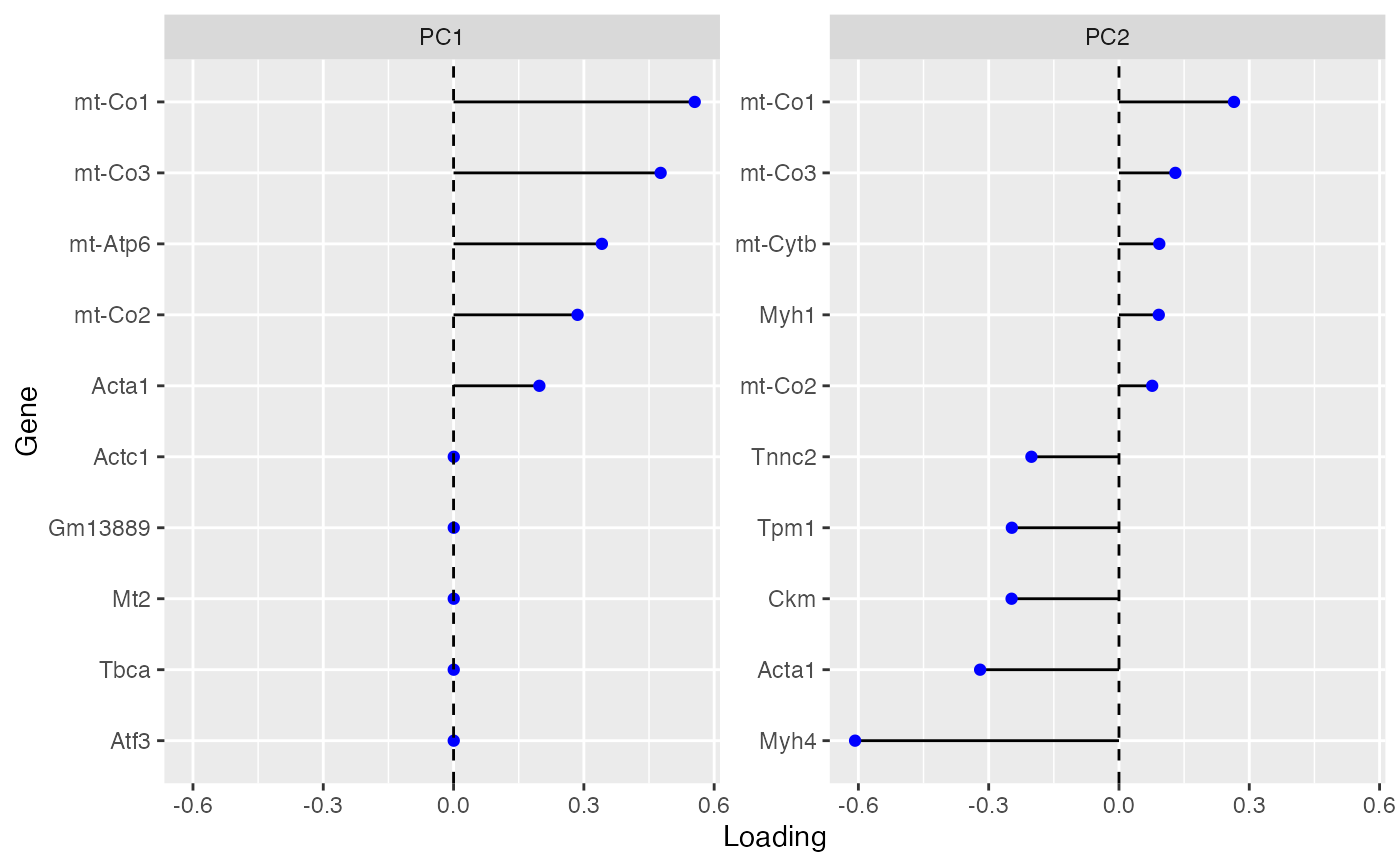 PC1
PC2
mt-Co1
mt-Co3
mt-Atp6
mt-Co2
Acta1
Actc1
Gm13889
Mt2
Tbca
Atf3
mt-Co1
mt-Co3
mt-Cytb
Myh1
mt-Co2
Tnnc2
Tpm1
Ckm
Acta1
Myh4
Gene
-0.6 -0.3 0.0 0.3 0.6
-0.6 -0.3 0.0 0.3 0.6
Loading